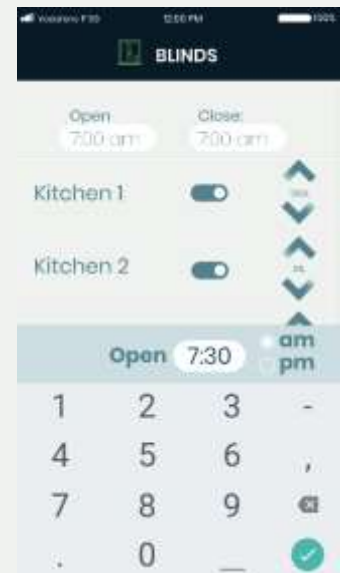 12:00 PM 100%
BLINDS
Open Close:
7:00 am 7:00 am
Kitchen 1
Kitchen 2
Open 7:30 am
pm
1 2 3 -
4 5 6 ,
7 8 9
. 0 _